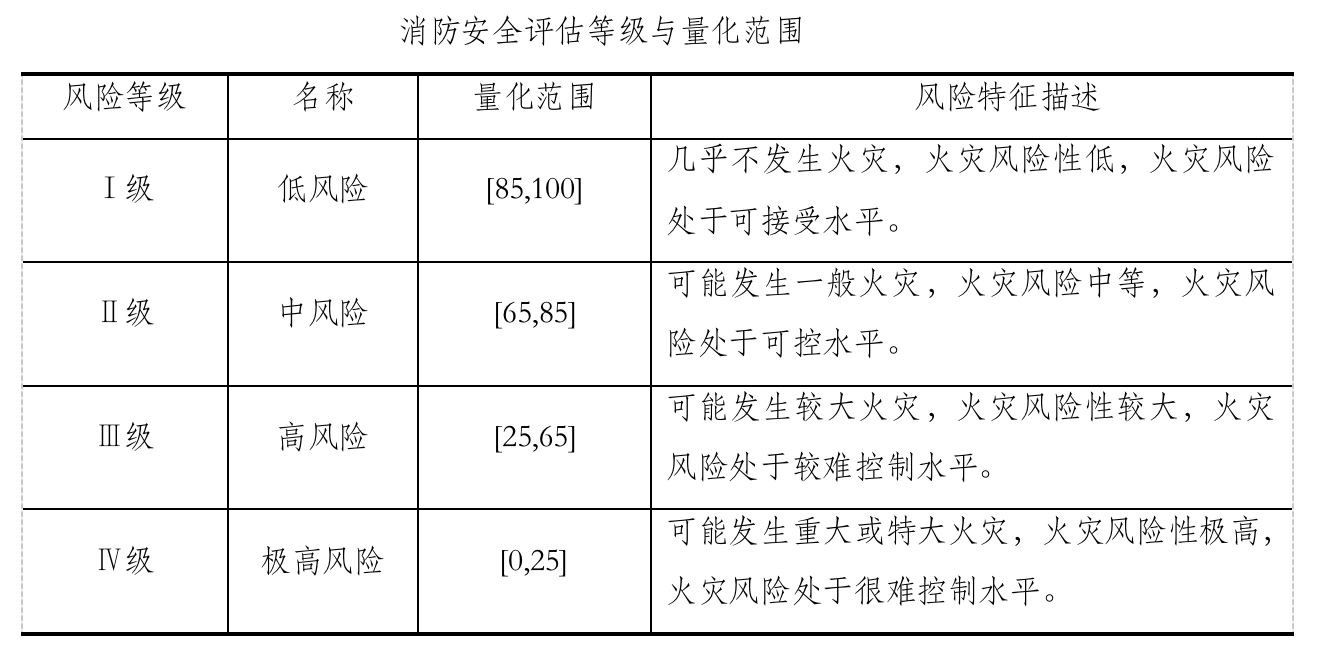 消防安全评估等级与量化范围
风险等级 名称 量化范围 风险特征描述
Ⅰ级 低风险 [85,100] 几乎不发生火灾，火灾风险性低，火灾风险
处于可接受水平。
Ⅱ级 中风险 [65,85] 可能发生一般火灾，火灾风险中等，火灾风
险处于可控水平。
Ⅲ级 高风险 [25,65] 可能发生较大火灾，火灾风险性较大，火灾
风险处于较难控制水平。
Ⅳ级 极高风险 [0,25] 可能发生重大或特大火灾，火灾风险性极高，
火灾风险处于很难控制水平。